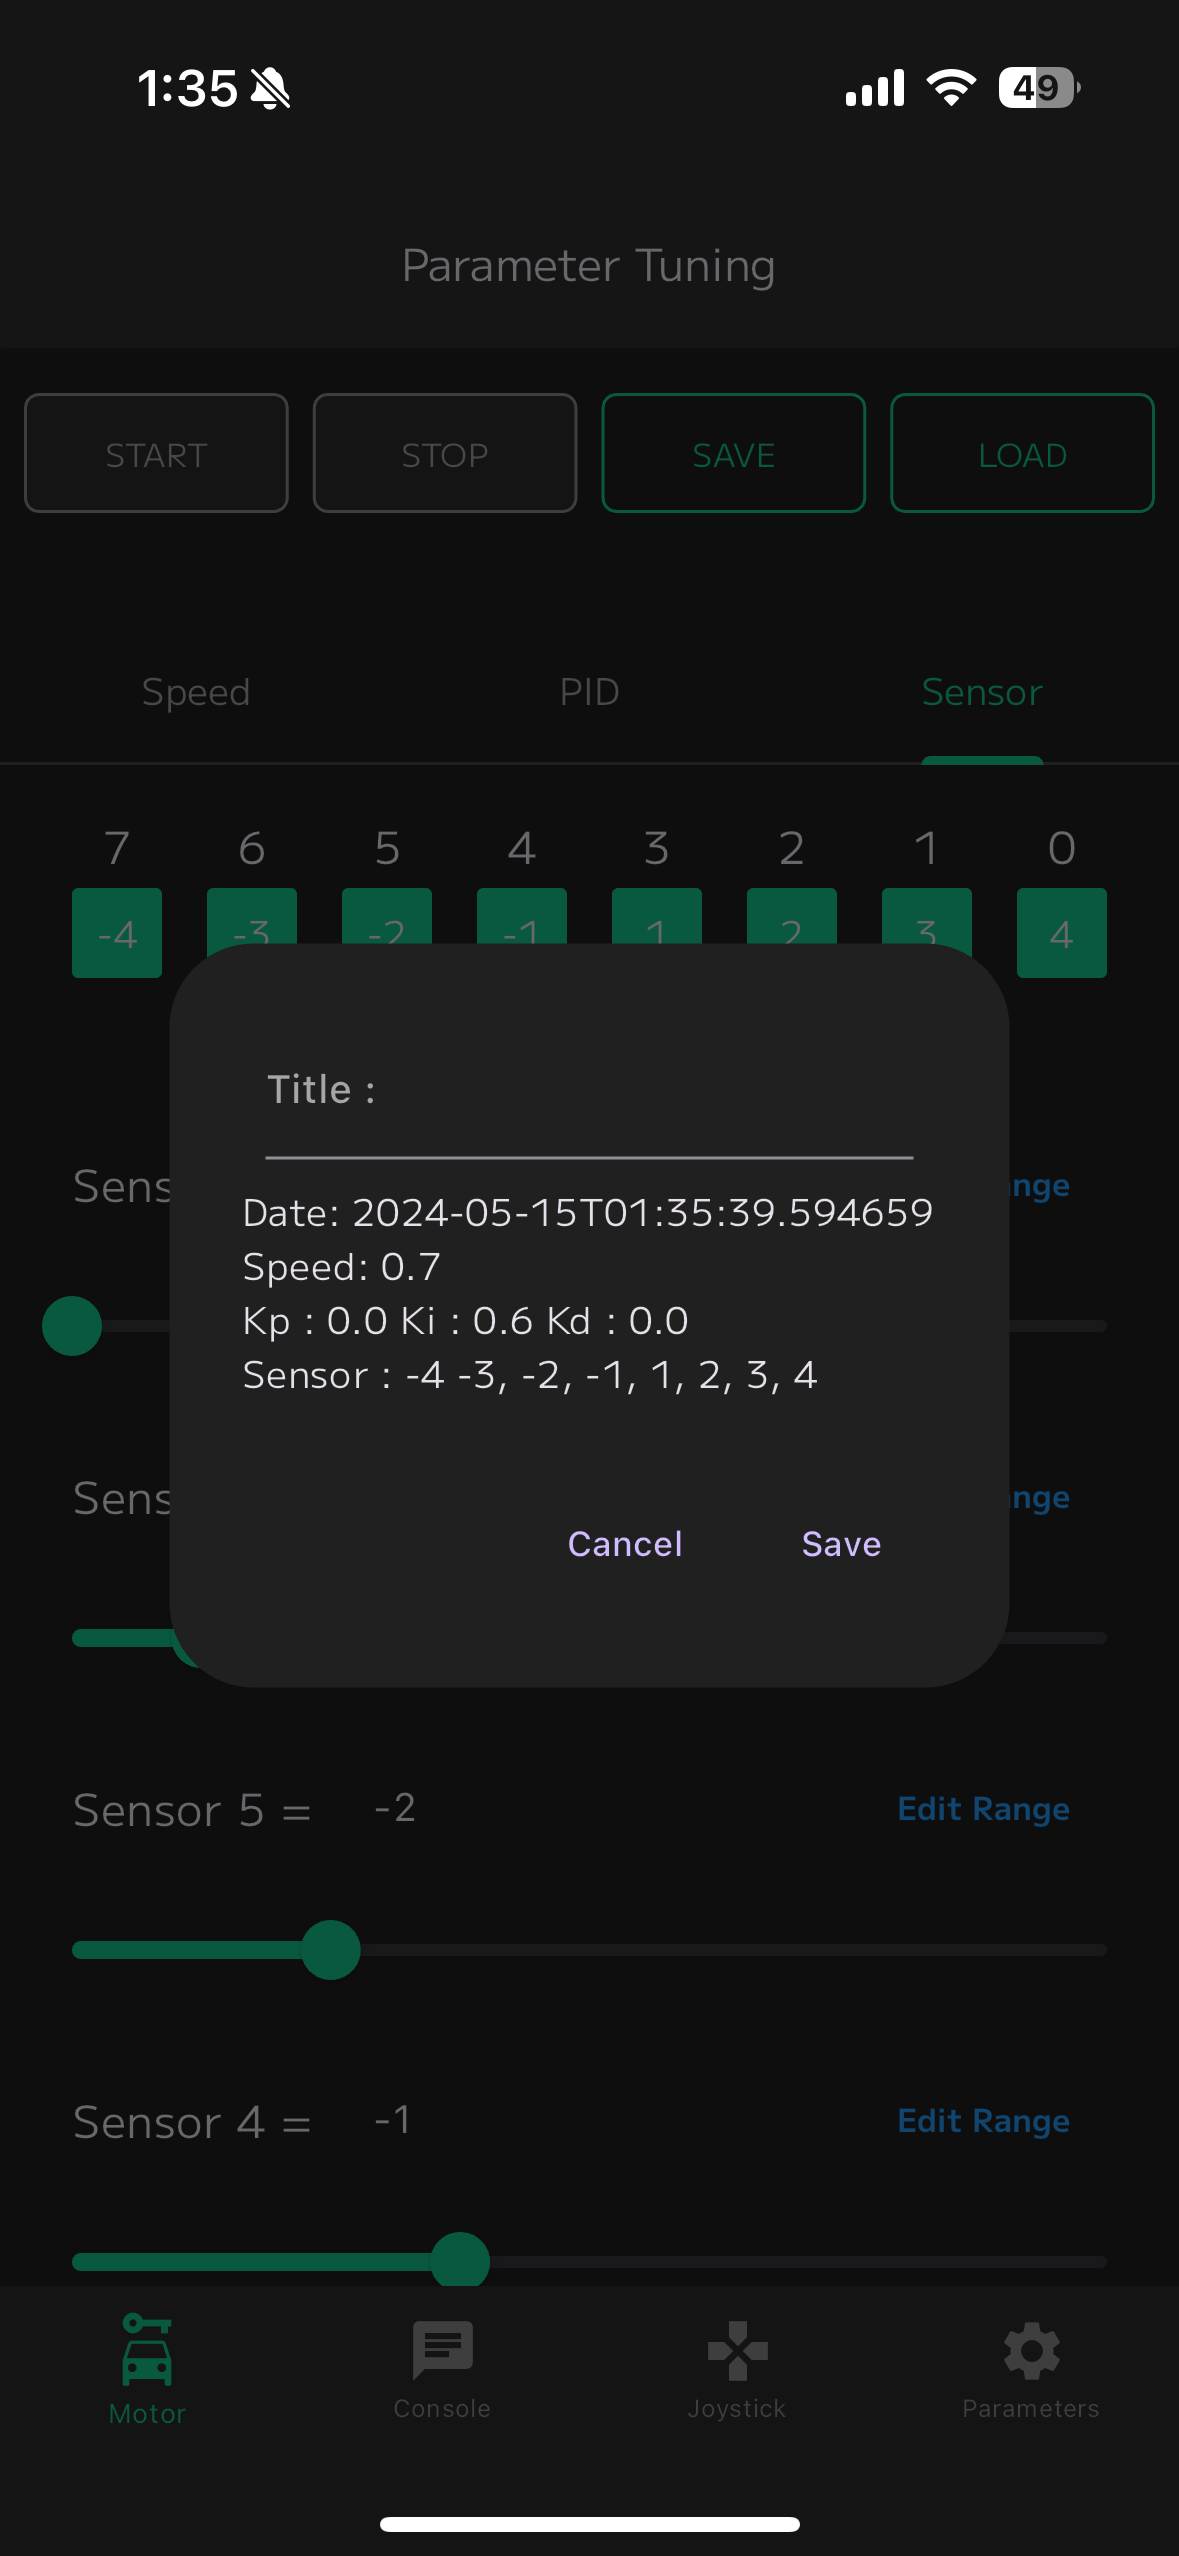 1:35 49
Parameter Tuning
START STOP SAVE LOAD
Speed PID Sensor
7 6 5 4 3 2 1 0
-4 -3 -2 -1 1 2 3 4
Title :
Sens nge
Date: 2024-05-15T01:35:39.594659
Speed: 0.7
Kp : 0.0 Ki : 0.6 Kd : 0.0
Sensor : -4 -3, -2, -1, 1, 2, 3, 4
Sens nge
Cancel Save
Sensor 5 = -2 Edit Range
Sensor 4 = -1 Edit Range
Motor Console Joystick Parameters